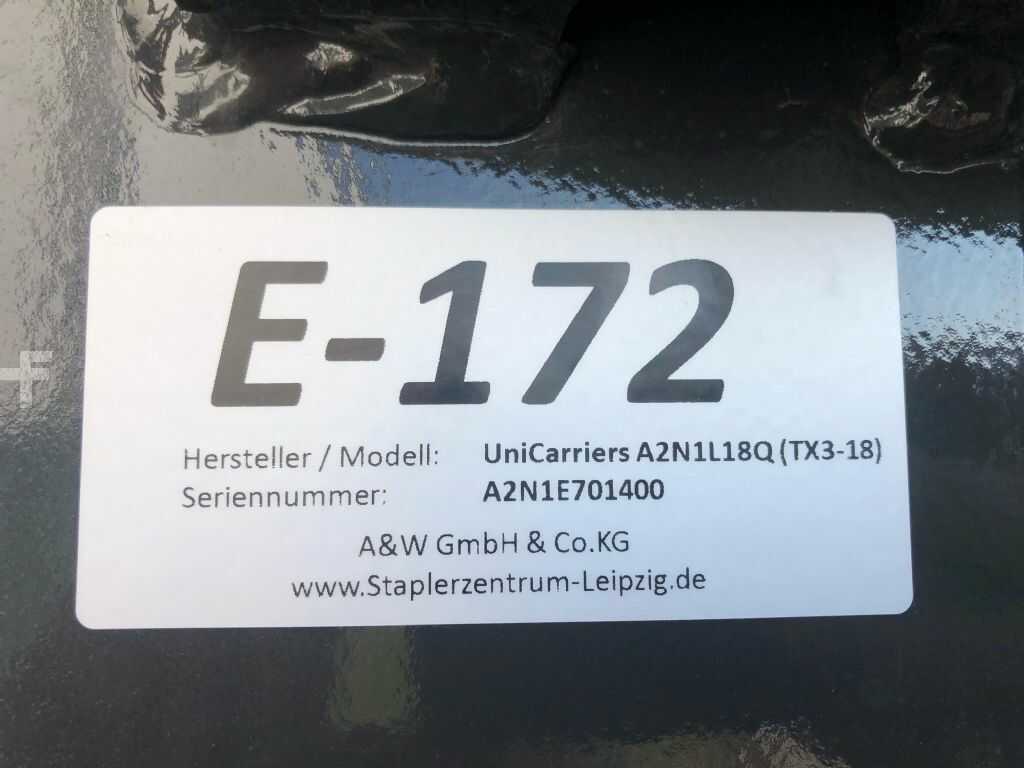 E-172
Hersteller / Modell: UniCarriers A2N1L18Q (TX3-18)
Seriennummer: A2N1E701400
A&W GmbH & Co.KG
www.Staplerzentrum-Leipzig.de